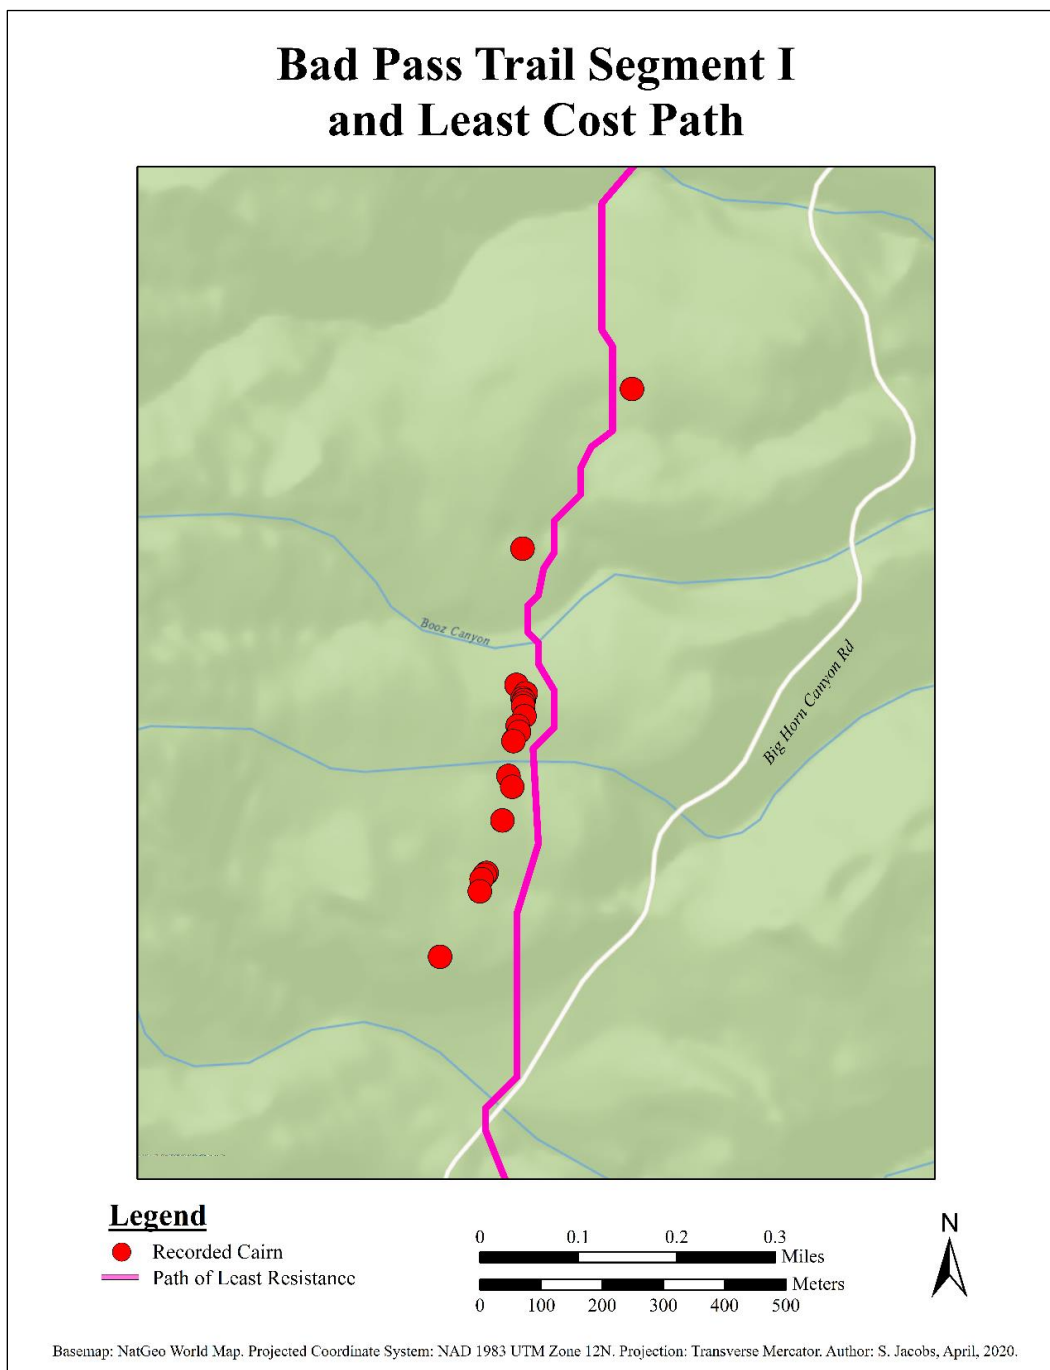 Bad Pass Trail Segment I
and Least Cost Path
Booz Canyon
Big Horn Canyon Rd
Legend
Recorded Cairn
Path of Least Resistance
0 0.1 0.2 0.3
Miles
Meters
0 100 200 300 400 500
N
Basemap: NatGeo World Map. Projected Coordinate System: NAD 1983 UTM Zone 12N. Projection: Transverse Mercator. Author: S. Jacobs, April, 2020.